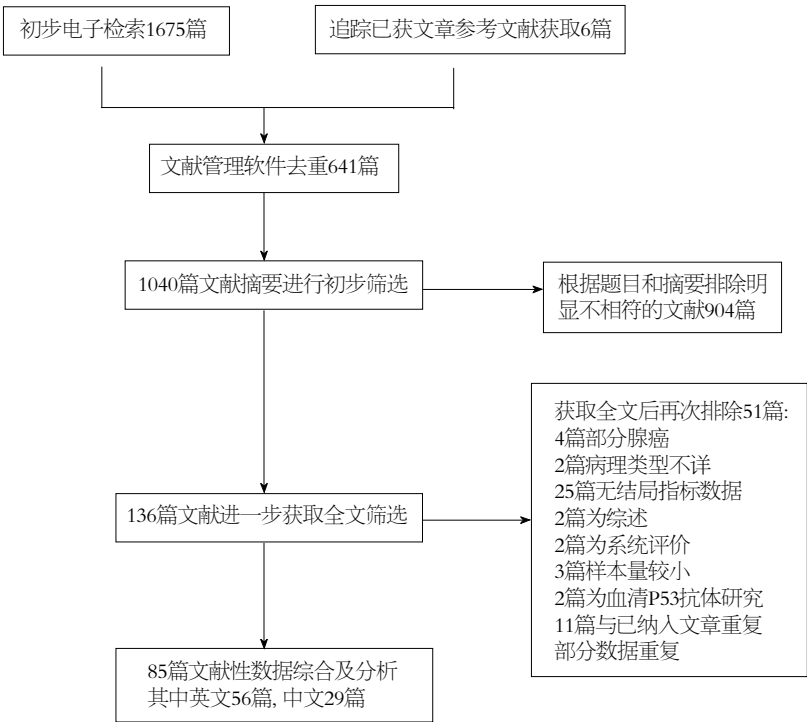 初步电子检索1675篇
追踪已获文章参考文献获取6篇
文献管理软件去重641篇
1040篇文献摘要进行初步筛选
根据题目和摘要排除明
显不相符的文献904篇
136篇文献进一步获取全文筛选
获取全文后再次排除51篇:
4篇部分腺癌
2篇病理类型不详
25篇无结局指标数据
2篇为综述
2篇为系统评价
3篇样本量较小
2篇为血清P53抗体研究
11篇与已纳入文章重复
部分数据重复
85篇文献性数据综合及分析
其中英文56篇, 中文29篇